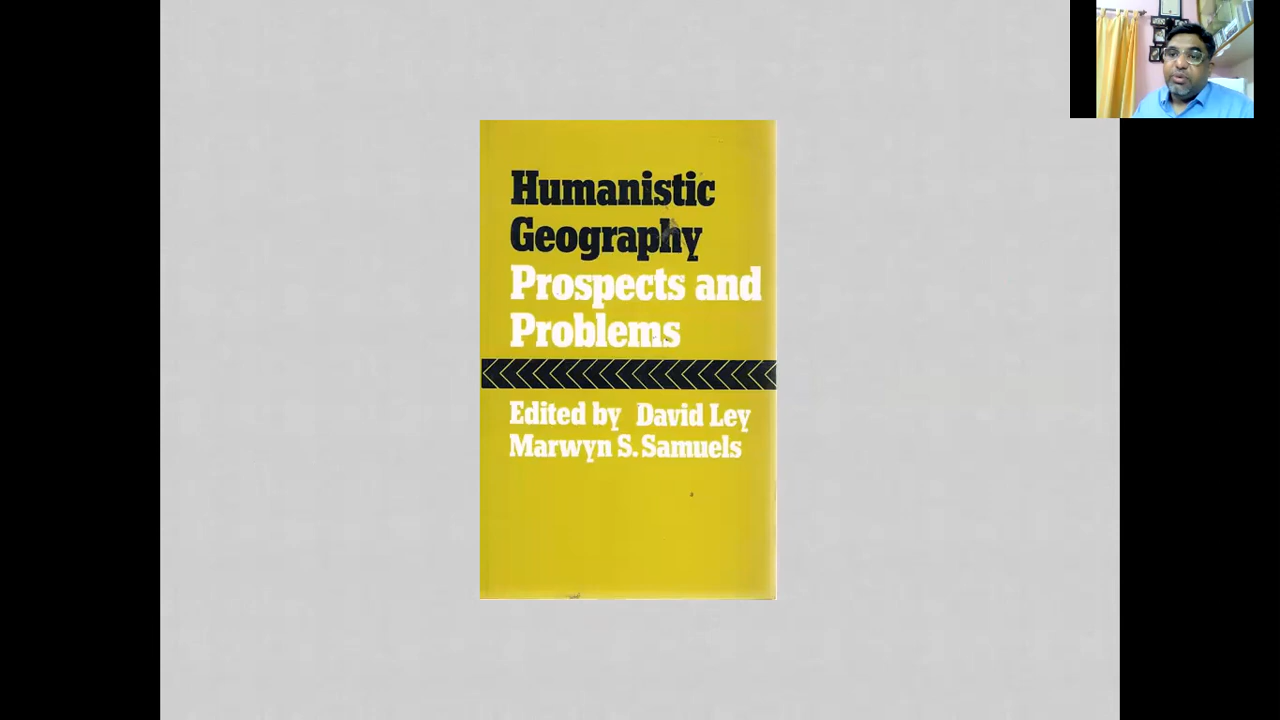 Humanistic
Geography
Prospects and
Problems
Edited by David Ley
Marwyn S. Samuels